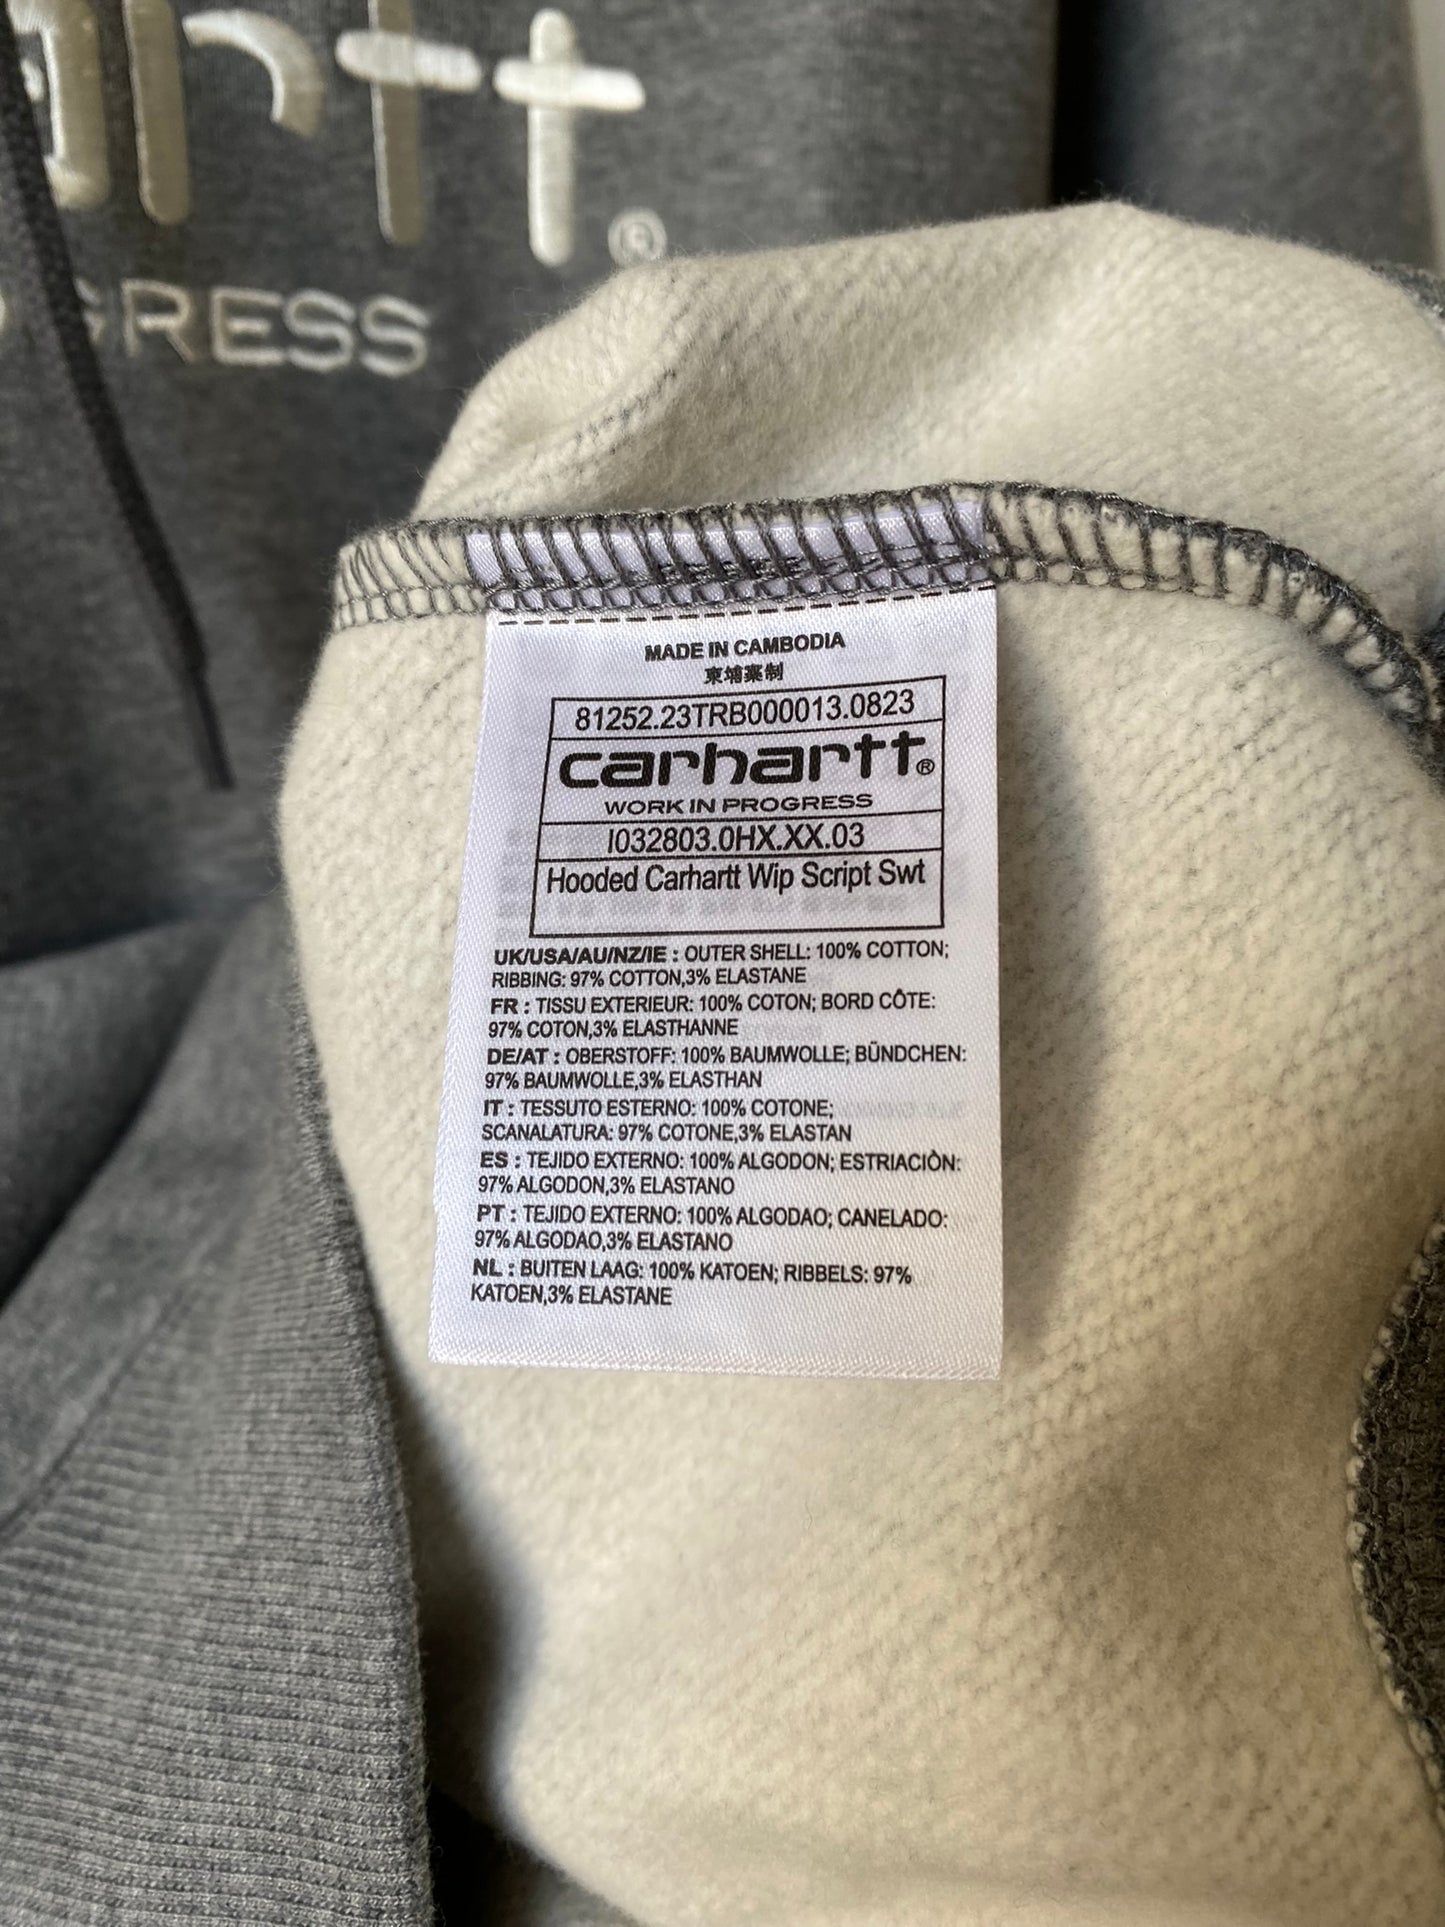 artt®
GRESS
MADE IN CAMBODIA
柬埔寨制
81252.23TRB000013.0823
carhartt®
WORK IN PROGRESS
I032803.0HX.XX.03
Hooded Carhartt Wip Script Swt
UK/USA/AU/NZ/IE : OUTER SHELL: 100% COTTON;
RIBBING: 97% COTTON,3% ELASTANE
FR : TISSU EXTERIEUR: 100% COTON; BORD CÔTE:
97% COTON,3% ELASTHANNE
DE/AT : OBERSTOFF: 100% BAUMWOLLE; BÜNDCHEN:
97% BAUMWOLLE,3% ELASTHAN
IT : TESSUTO ESTERNO: 100% COTONE;
SCANALATURA: 97% COTONE,3% ELASTAN
ES : TEJIDO EXTERNO: 100% ALGODON; ESTRIACIÒN:
97% ALGODON,3% ELASTANO
PT : TEJIDO EXTERNO: 100% ALGODAO; CANELADO:
97% ALGODAO,3% ELASTANO
NL : BUITEN LAAG: 100% KATOEN; RIBBELS: 97%
KATOEN,3% ELASTANE